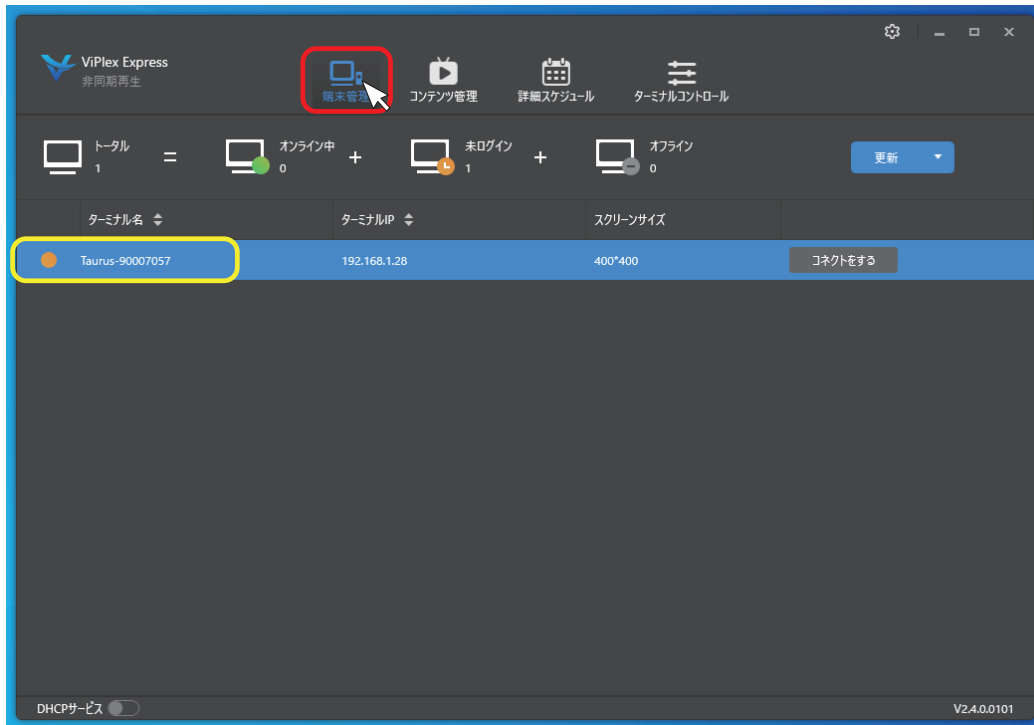 ViPlex Express
非同期再生
端末管理
コンテンツ管理
詳細スケジュール
ターミナルコントロール
トータル
1
=
オンライン中
0
+
未ログイン
1
+
オフライン
0
更新
ターミナル名
ターミナルIP
スクリーンサイズ
Taurus-90007057
192.168.1.28
400*400
コネクトをする
DHCPサービス
V2.4.0.0101